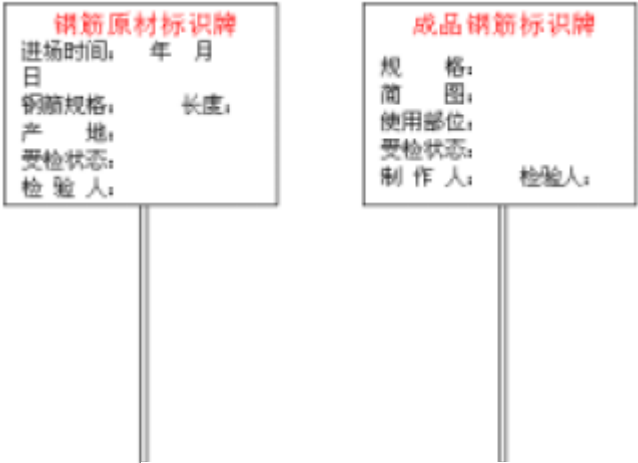 钢筋原材标识牌
进场时间： 年 月
日
钢筋规格： 长度：
产 地：
受检状态：
检 验 人：
成品钢筋标识牌
规 格：
简 图：
使用部位：
受检状态：
制 作 人： 检验人：